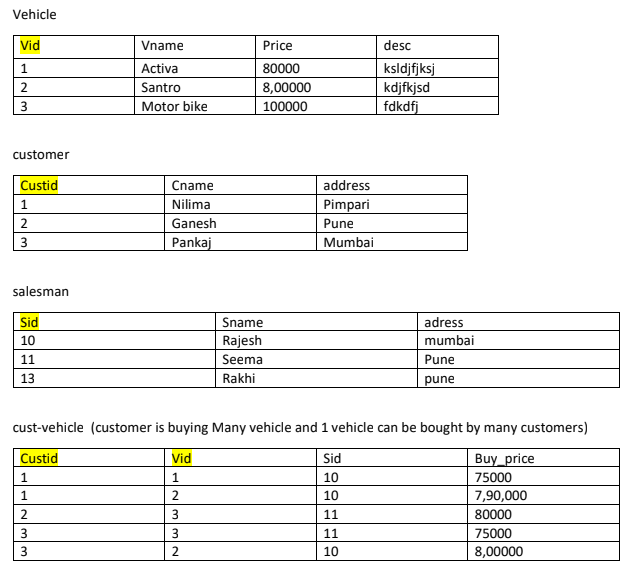 Vehicle
Vid Vname Price desc
1 Activa 80000 ksldjfjksj
2 Santro 8,00000 kdjfkjsd
3 Motor bike 100000 fdkdfj
customer
Custid Cname address
1 Nilima Pimpari
2 Ganesh Pune
3 Pankaj Mumbai
salesman
Sid Sname adress
10 Rajesh mumbai
11 Seema Pune
13 Rakhi pune
cust-vehicle (customer is buying Many vehicle and 1 vehicle can be bought by many customers)
Custid Vid Sid Buy_price
1 1 10 75000
1 2 10 7,90,000
2 3 11 80000
3 3 11 75000
3 2 10 8,00000